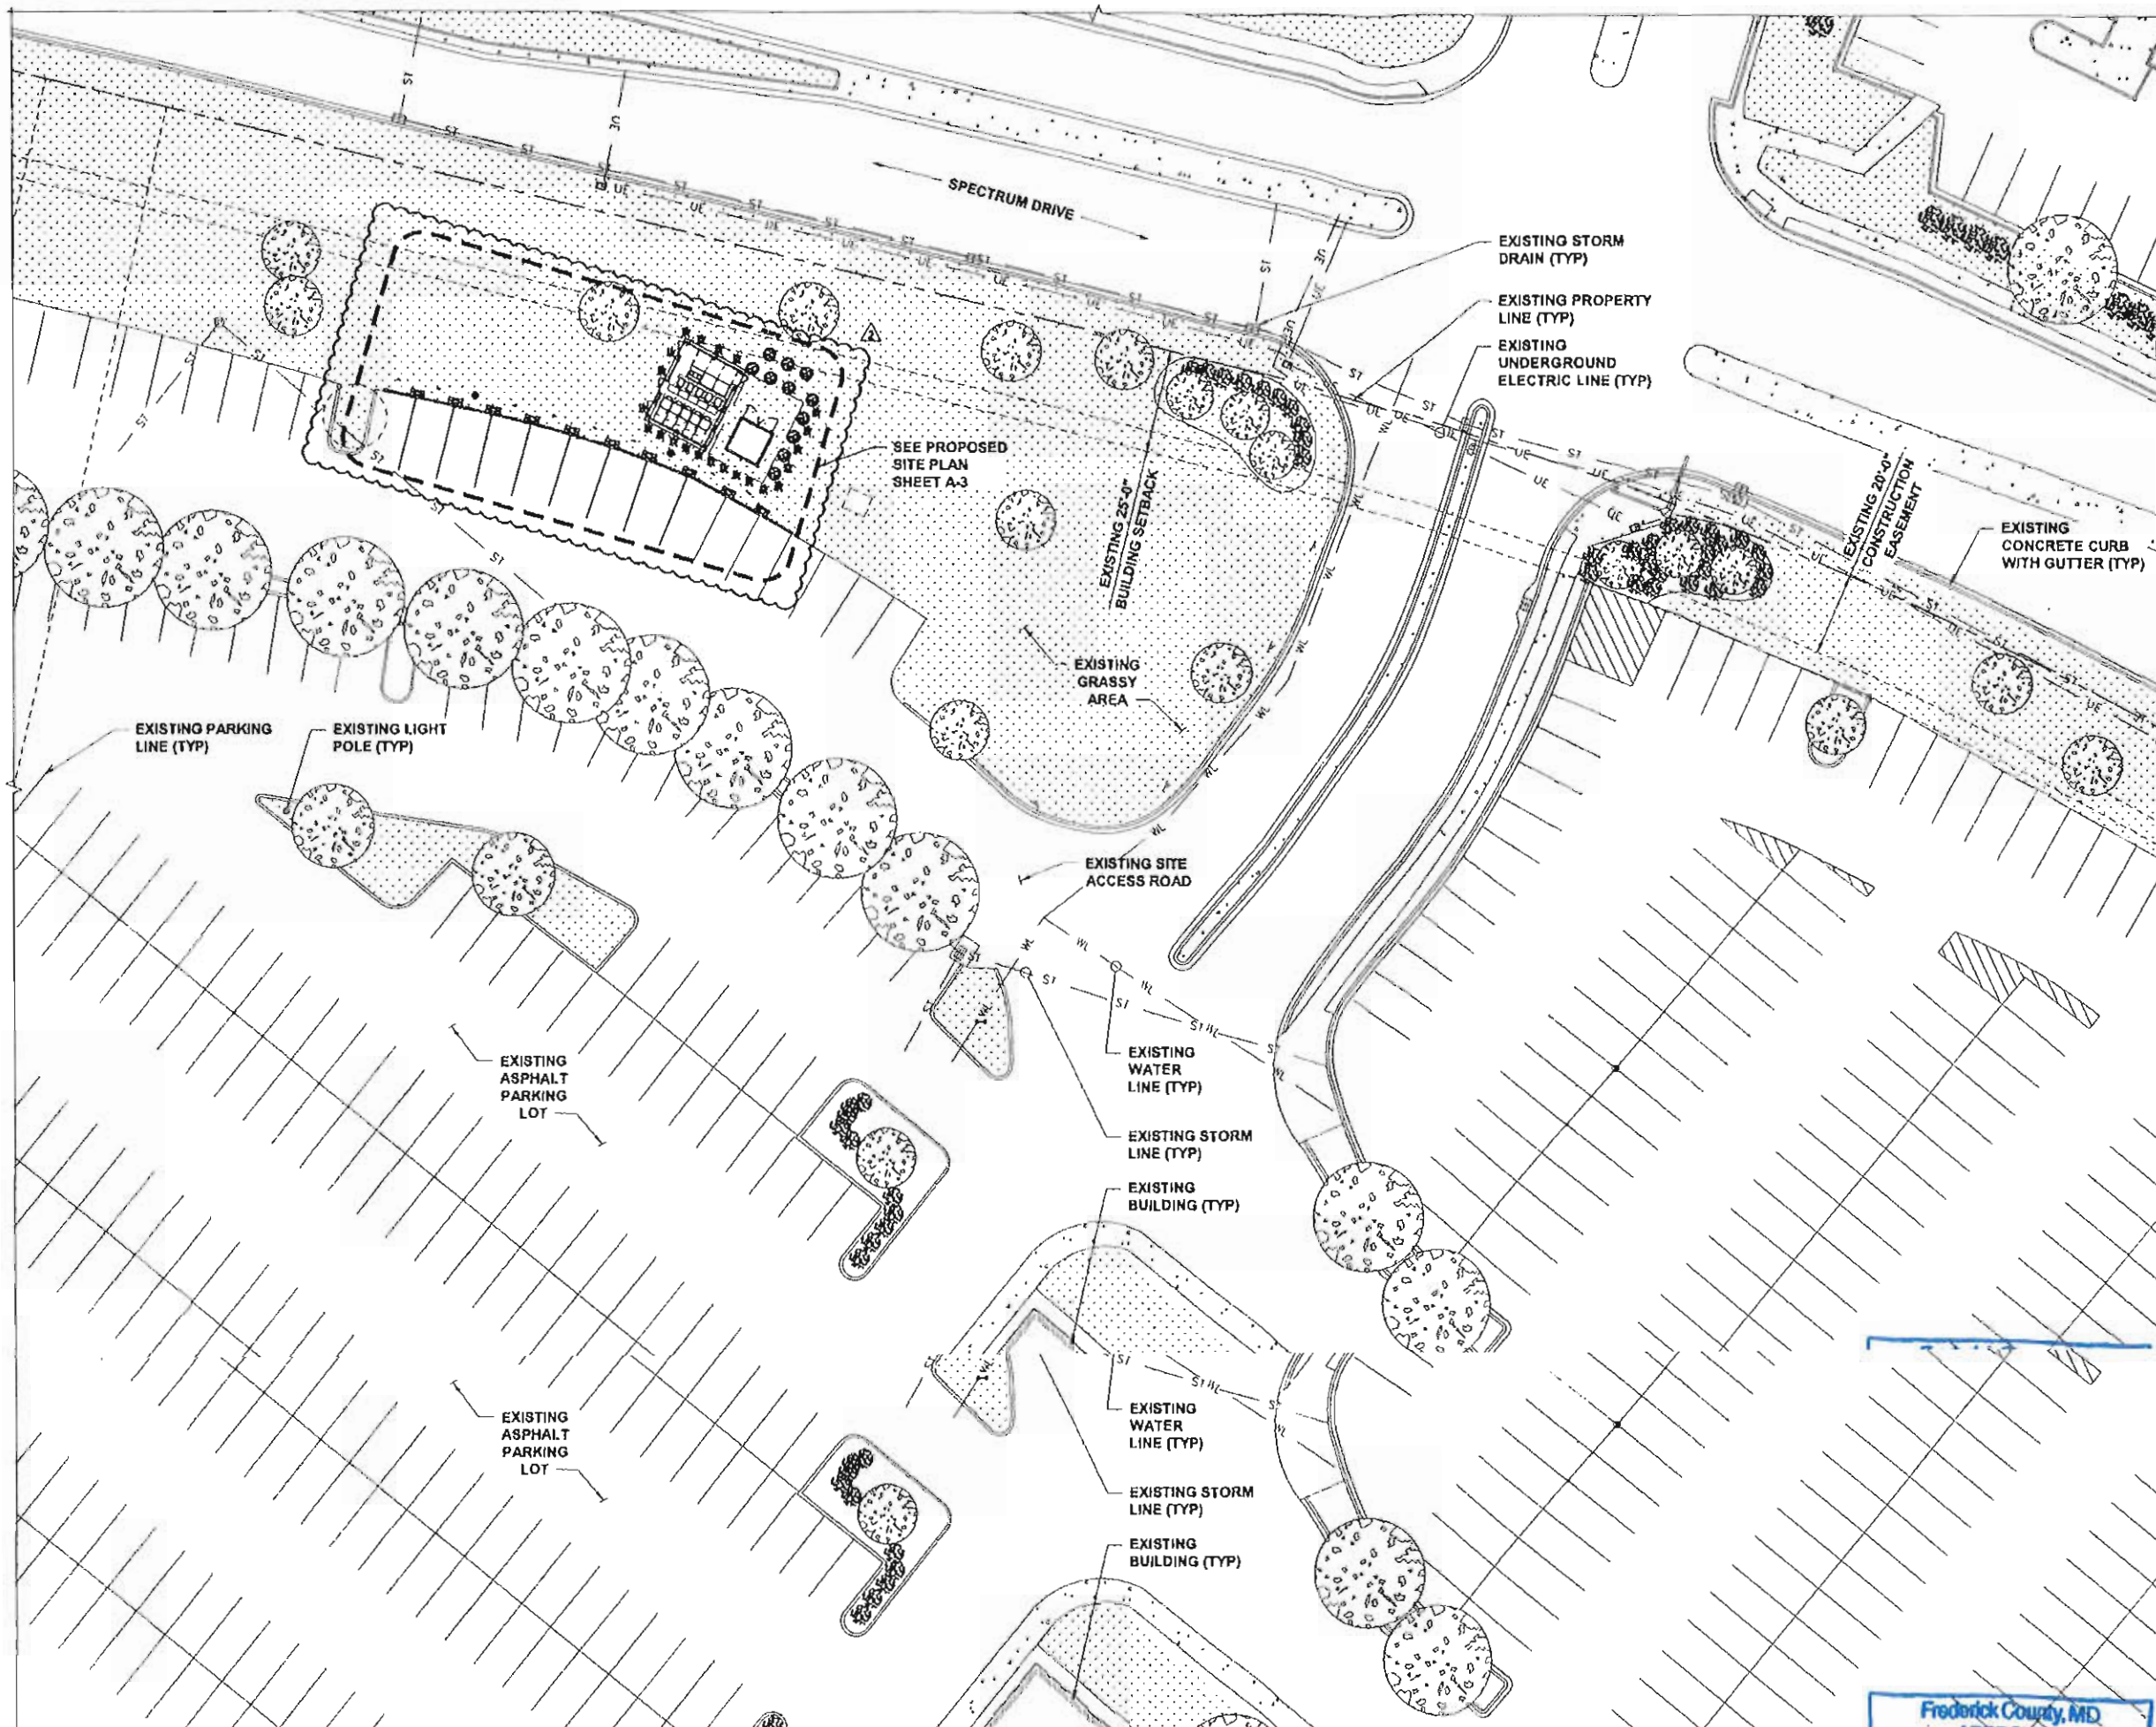 SPECTRUM DRIVE
EXISTING STORM
DRAIN (TYP)
EXISTING PROPERTY
LINE (TYP)
EXISTING
UNDERGROUND
ELECTRIC LINE (TYP)
SEE PROPOSED
SITE PLAN
SHEET A-3
EXISTING 25'-0"
BUILDING SETBACK
EXISTING 20'-0"
CONSTRUCTION
EASEMENT
EXISTING
CONCRETE CURB
WITH GUTTER (TYP)
EXISTING
GRASSY
AREA
EXISTING PARKING
LINE (TYP)
EXISTING LIGHT
POLE (TYP)
EXISTING SITE
ACCESS ROAD
EXISTING
ASPHALT
PARKING
LOT
EXISTING
WATER
LINE (TYP)
EXISTING STORM
LINE (TYP)
EXISTING
BUILDING (TYP)
EXISTING
ASPHALT
PARKING
LOT
EXISTING
WATER
LINE (TYP)
EXISTING STORM
LINE (TYP)
EXISTING
BUILDING (TYP)
Frederick County, MD